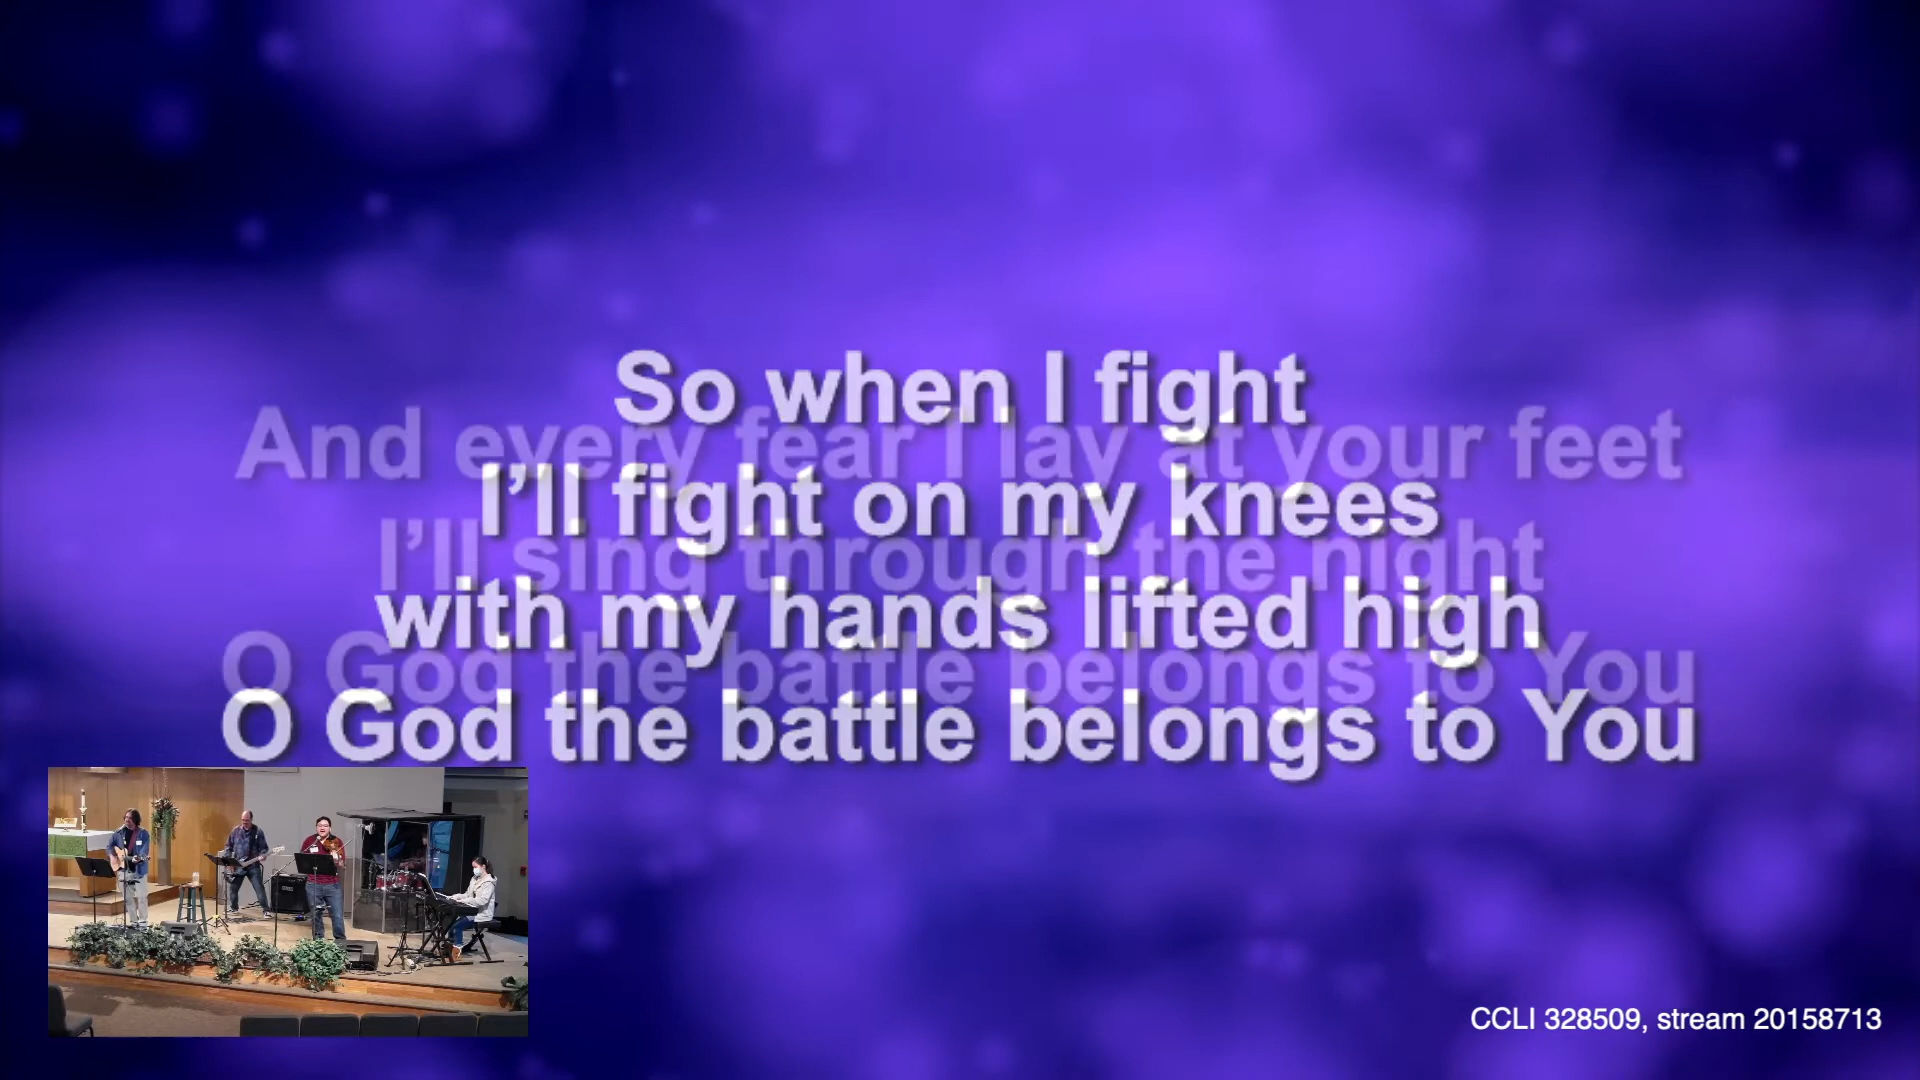 So when I fight
I’ll fight on my knees
with my hands lifted high
O God the battle belongs to You
And every fear I lay at your feet
I’ll sing through the night
O God the battle belongs to You
CCLI 328509, stream 20158713